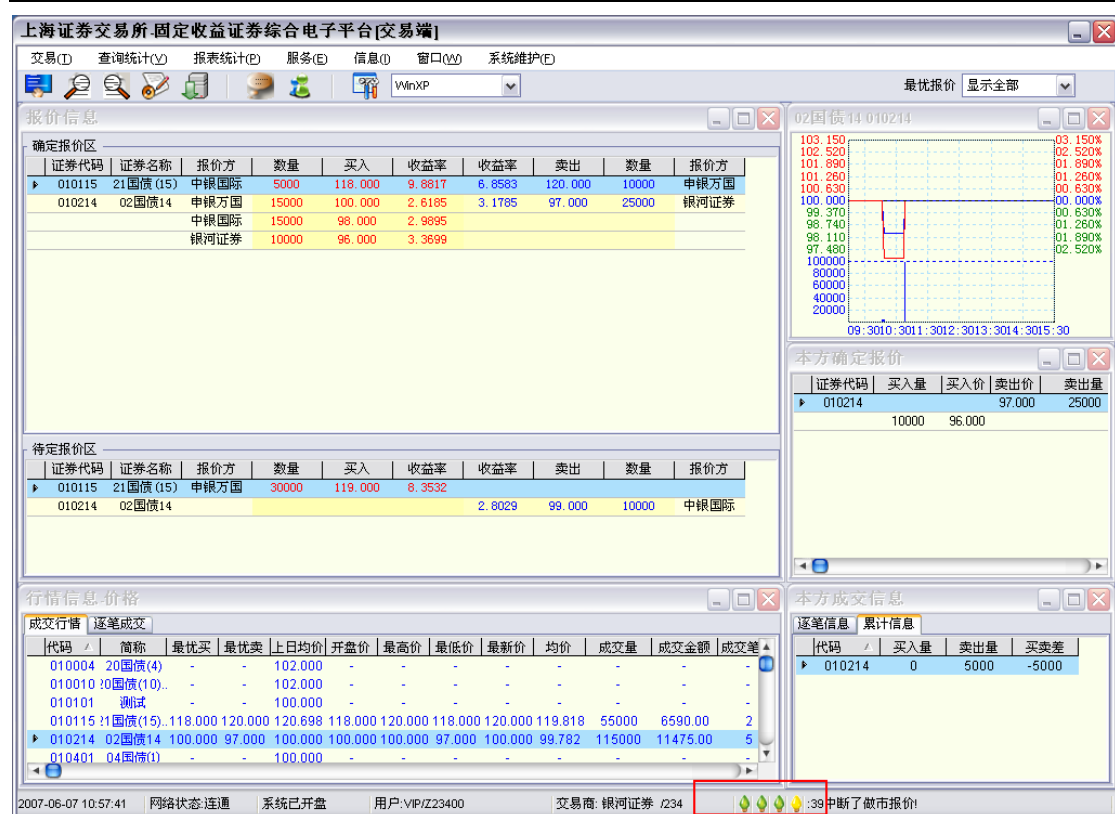 上海证券交易所-固定收益证券综合电子平台[交易端]
交易(T) 查询统计(V) 报表统计(P) 服务(E) 信息(I) 窗口(W) 系统维护(E)
WinXP 最优报价 显示全部
报价信息
确定报价区
证券代码 证券名称 报价方 数量 买入 收益率 收益率 卖出 数量 报价方
010115 21国债(15) 中银国际 5000 118.000 9.8817 6.8583 120.000 10000 申银万国
010214 02国债14 申银万国 15000 100.000 2.6185 3.1785 97.000 25000 银河证券
中银国际 15000 98.000 2.9895
银河证券 10000 96.000 3.3699
待定报价区
证券代码 证券名称 报价方 数量 买入 收益率 收益率 卖出 数量 报价方
010115 21国债(15) 申银万国 30000 119.000 8.3532
010214 02国债14 2.8029 99.000 10000 中银国际
02国债14 010214
103.150 03.150%
102.520 02.520%
101.890 01.890%
101.260 01.260%
100.630 00.630%
100.000 00.000%
99.370 00.630%
98.740 01.260%
98.110 01.890%
97.480 02.520%
100000
80000
60000
40000
20000
09:3010:3011:3012:3013:3014:3015:30
本方确定报价
证券代码 买入量 买入价 卖出价 卖出量
010214 97.000 25000
10000 96.000
行情信息-价格
成交行情 逐笔成交
代码 简称 最优买 最优卖 上日均价 开盘价 最高价 最低价 最新价 均价 成交量 成交金额 成交笔
010004 20国债(4) - - 102.000 - - - - - - - -
010010 20国债(10).. - - 102.000 - - - - - - - -
010101 测试 - - 100.000 - - - - - - - -
010115 21国债(15).. 118.000 120.000 120.698 118.000 120.000 118.000 120.000 119.818 55000 6590.00 2
010214 02国债14 100.000 97.000 100.000 100.000 100.000 97.000 100.000 99.782 115000 11475.00 5
010401 04国债(1) - - 100.000 - - - - - - - -
本方成交信息
逐笔信息 累计信息
代码 买入量 卖出量 买卖差
010214 0 5000 -5000
2007-06-07 10:57:41 网络状态:连通 系统已开盘 用户:VIP/Z23400 交易商: 银河证券 /234 :39中断了做市报价!